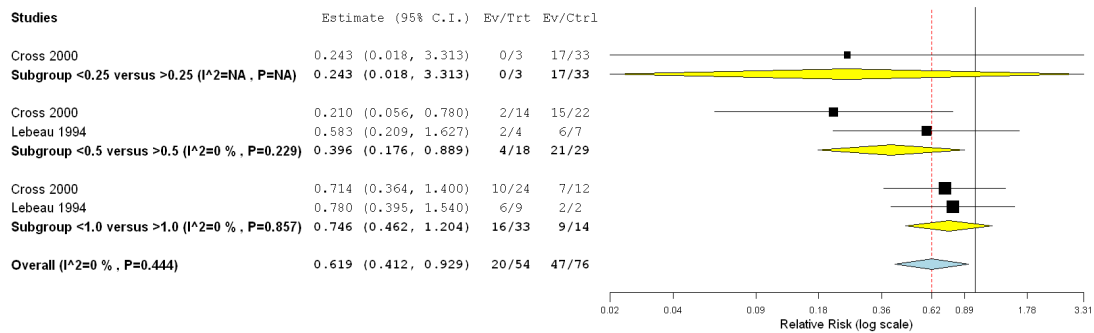 Studies Estimate (95% C.I.) Ev/Trt Ev/Ctrl
Cross 2000 0.243 (0.018, 3.313) 0/3 17/33
Subgroup <0.25 versus >0.25 (I^2=NA , P=NA) 0.243 (0.018, 3.313) 0/3 17/33
Cross 2000 0.210 (0.056, 0.780) 2/14 15/22
Lebeau 1994 0.583 (0.209, 1.627) 2/4 6/7
Subgroup <0.5 versus >0.5 (I^2=0 % , P=0.229) 0.396 (0.176, 0.889) 4/18 21/29
Cross 2000 0.714 (0.364, 1.400) 10/24 7/12
Lebeau 1994 0.780 (0.395, 1.540) 6/9 2/2
Subgroup <1.0 versus >1.0 (I^2=0 % , P=0.857) 0.746 (0.462, 1.204) 16/33 9/14
Overall (I^2=0 % , P=0.444) 0.619 (0.412, 0.929) 20/54 47/76
0.02 0.04 0.09 0.18 0.36 0.62 0.89 1.78 3.31
Relative Risk (log scale)